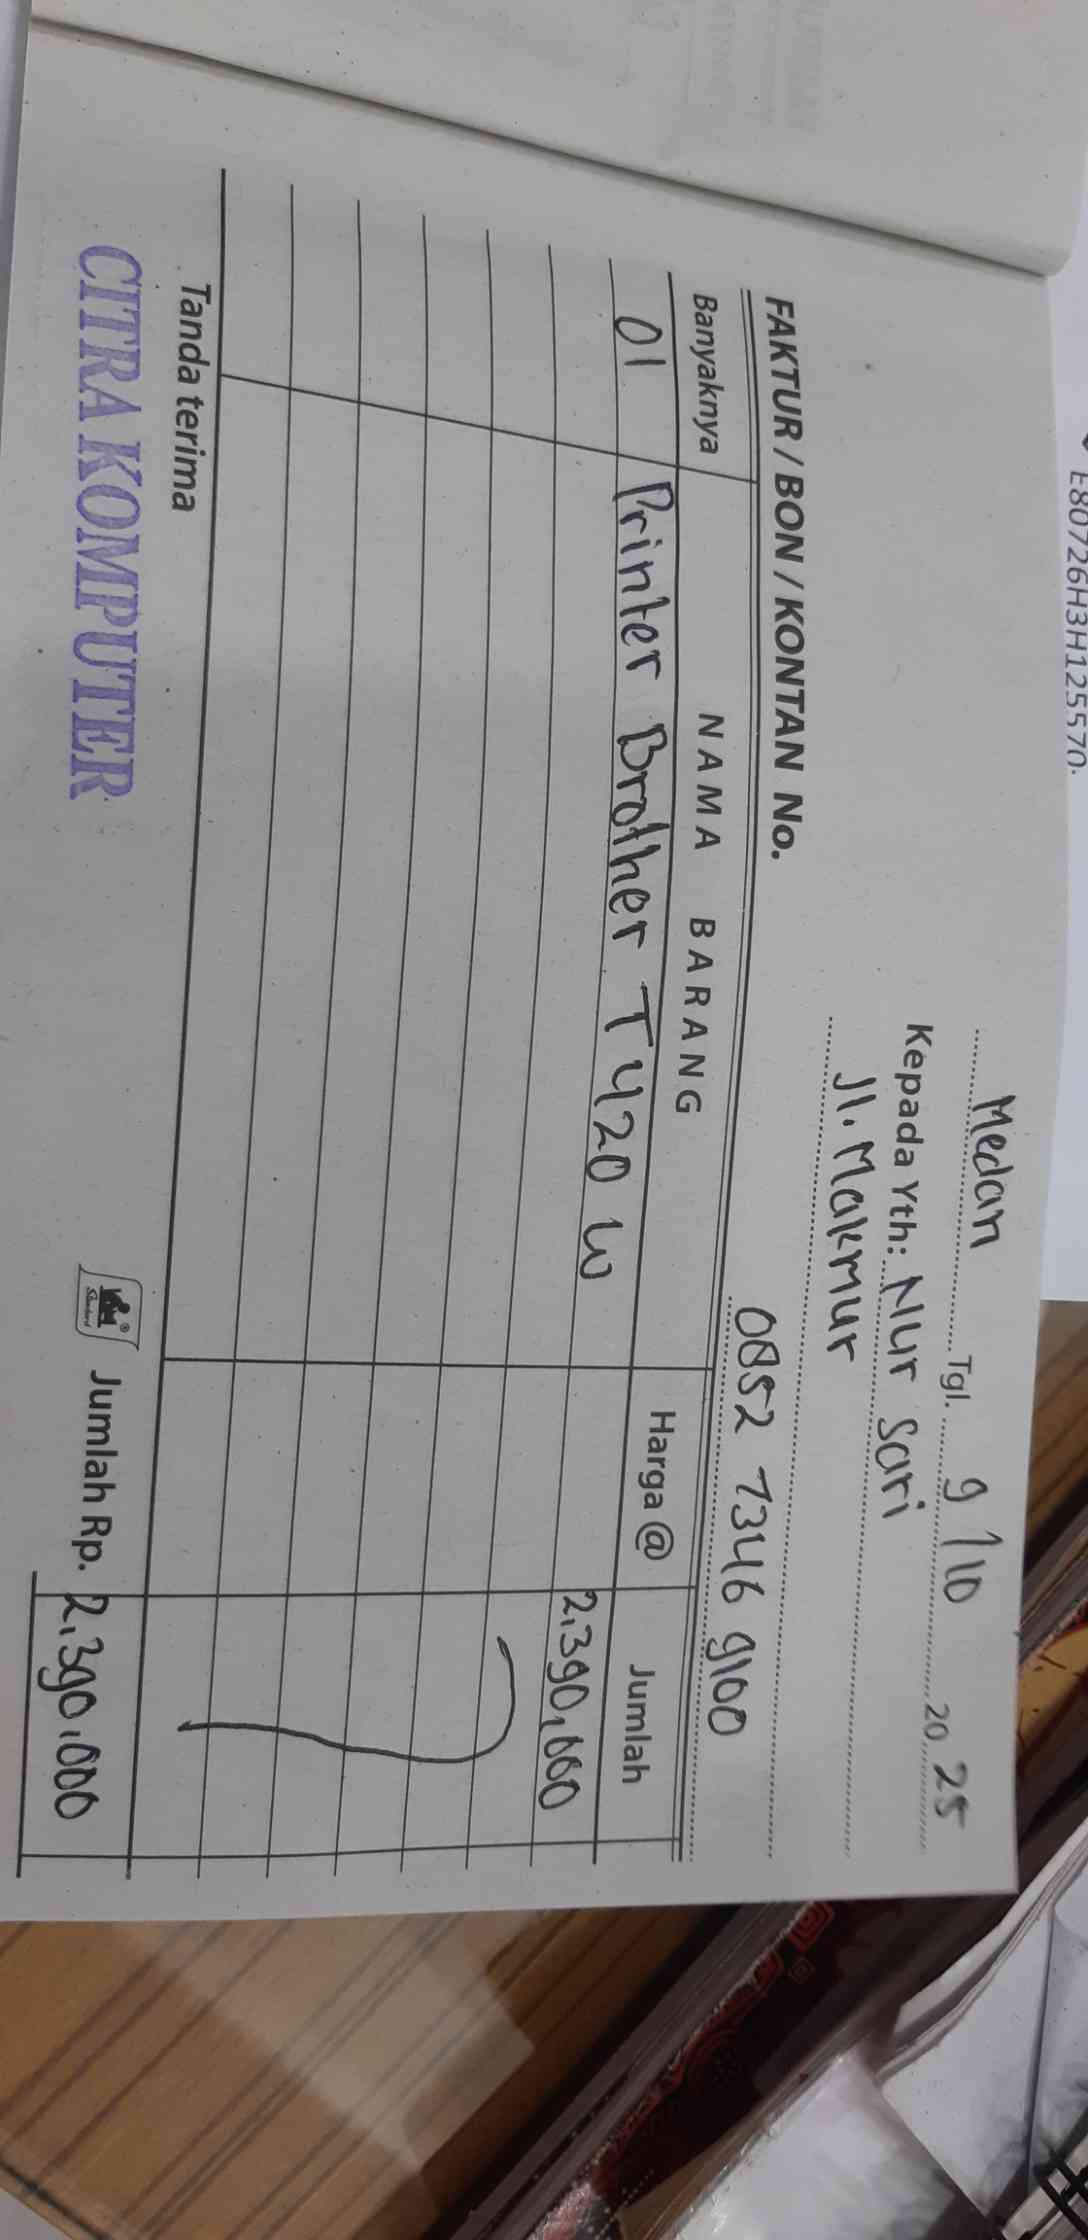 E80726H3H125570.
Medan Tgl. 9/10 2025
Kepada Yth: Nur Sari
Jl. Makmur
0852 7346 9100
FAKTUR / BON / KONTAN No.
Banyaknya NAMA BARANG Harga @ Jumlah
01 Printer Brother T420 W 2.390.000
Tanda terima
Jumlah Rp. 2.390.000
Standard
CITRA KOMPUTER